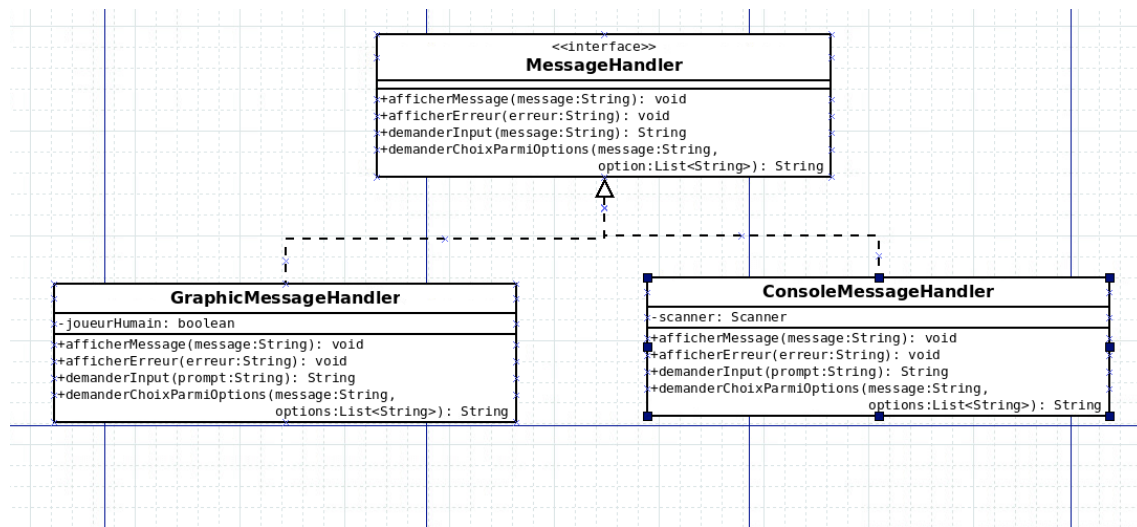 <<interface>>
MessageHandler
+afficherMessage(message:String): void
+afficherErreur(erreur:String): void
+demanderInput(message:String): String
+demanderChoixParmiOptions(message:String,
option:List<String>): String
GraphicMessageHandler
-joueurHumain: boolean
+afficherMessage(message:String): void
+afficherErreur(erreur:String): void
+demanderInput(prompt:String): String
+demanderChoixParmiOptions(message:String,
options:List<String>): String
ConsoleMessageHandler
-scanner: Scanner
+afficherMessage(message:String): void
+afficherErreur(erreur:String): void
+demanderInput(prompt:String): String
+demanderChoixParmiOptions(message:String,
options:List<String>): String